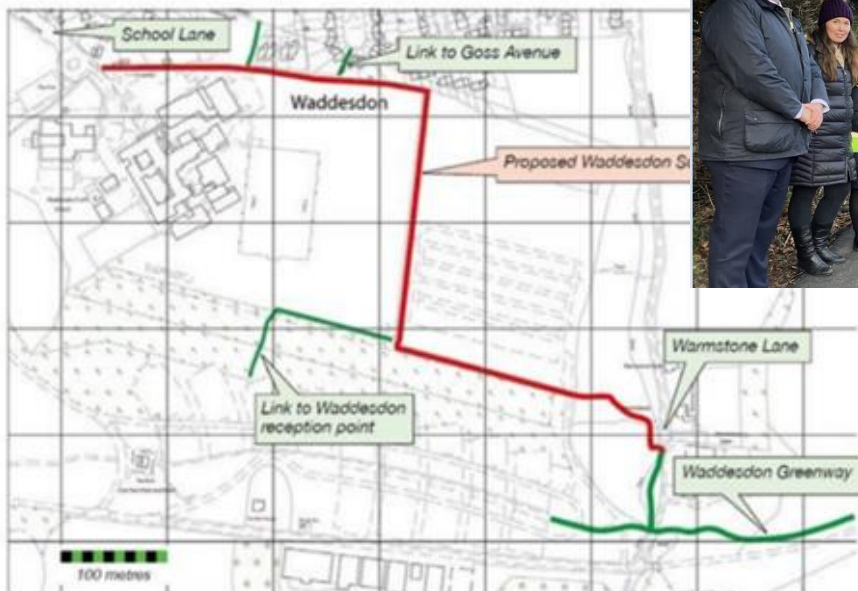 School Lane
Link to Goss Avenue
Waddesdon
Proposed Waddesdon
Warmstone Lane
Link to Waddesdon
reception point
Waddesdon Greenway
100 metres